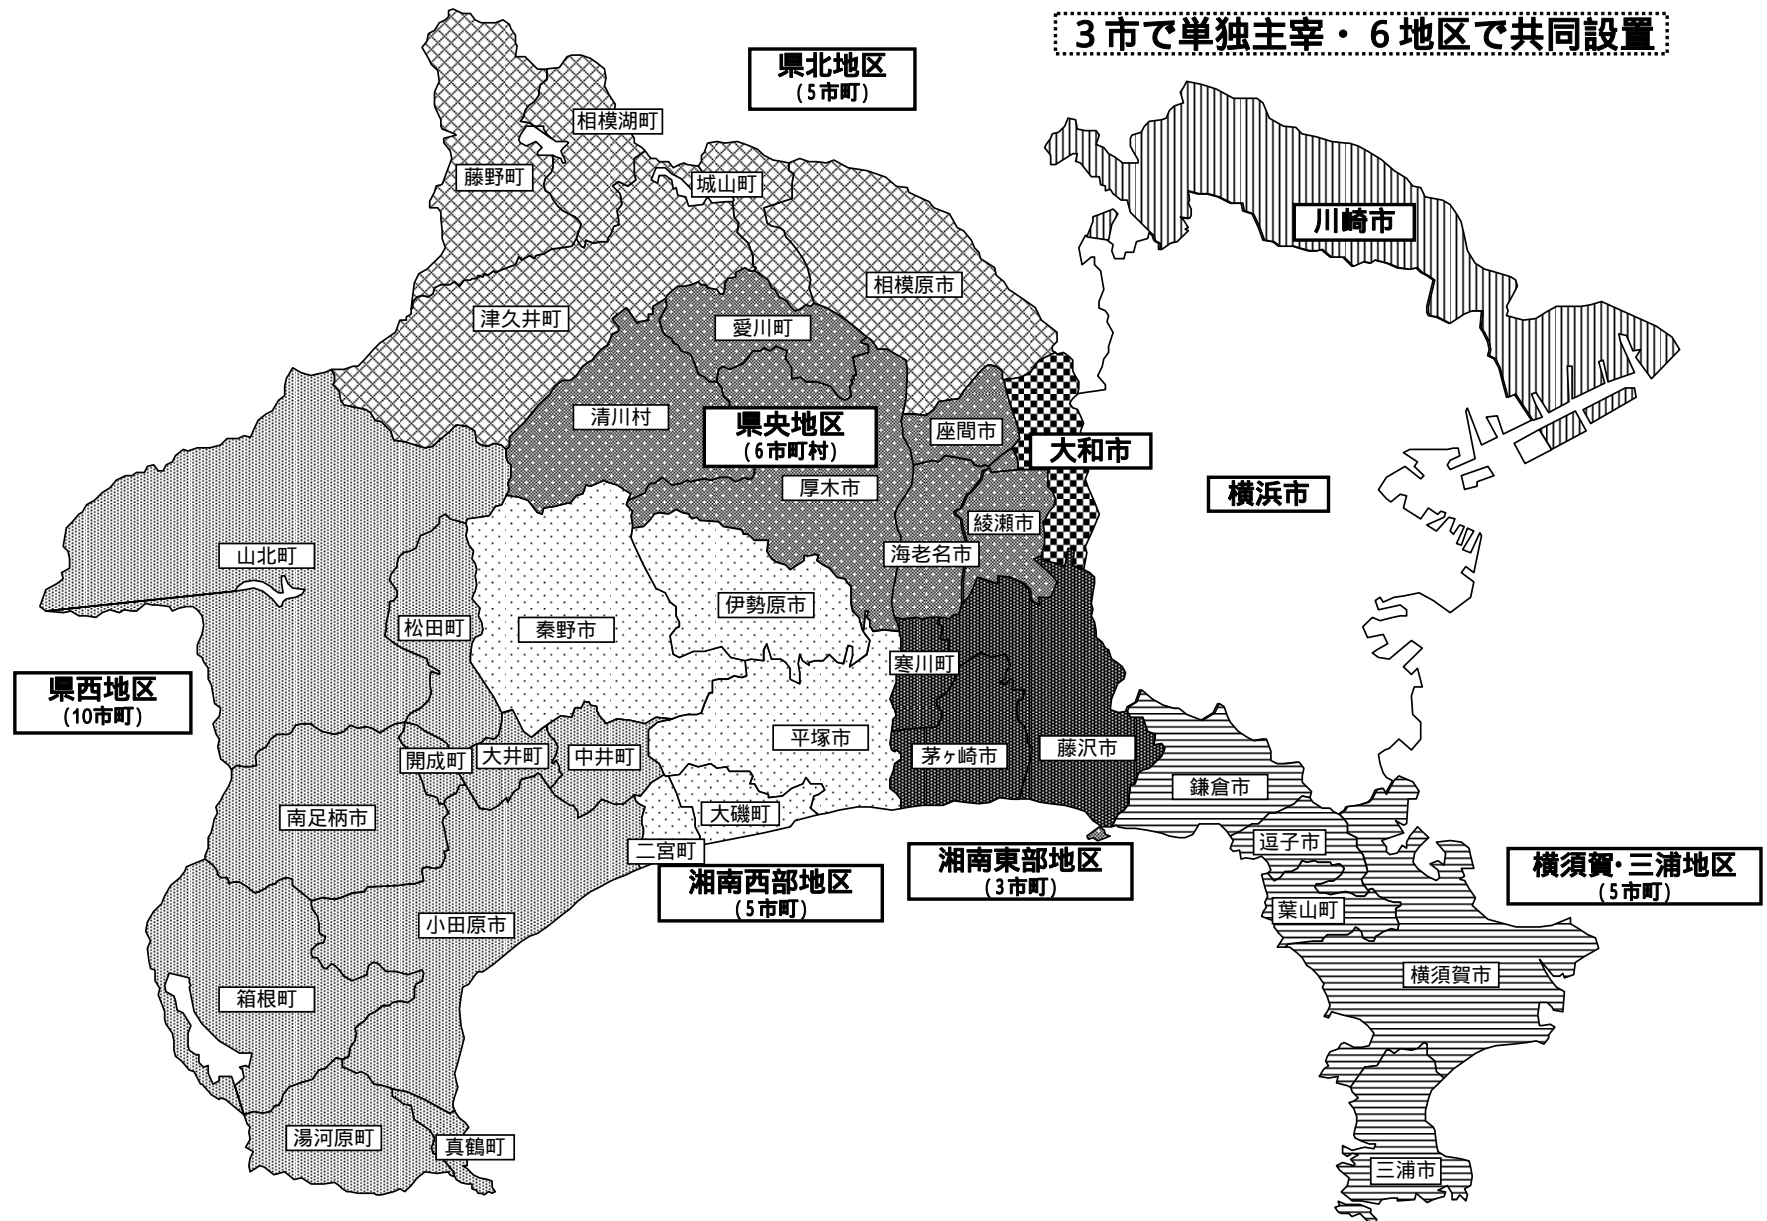 ３市で単独主宰・６地区で共同設置
県北地区
(５市町)
相模湖町
藤野町
城山町
川崎市
相模原市
津久井町
愛川町
清川村
県央地区
(６市町村)
座間市
大和市
厚木市
横浜市
綾瀬市
海老名市
山北町
伊勢原市
松田町
秦野市
寒川町
県西地区
(10市町)
平塚市
藤沢市
開成町
大井町
中井町
茅ヶ崎市
鎌倉市
南足柄市
大磯町
逗子市
二宮町
湘南東部地区
(３市町)
横須賀・三浦地区
(５市町)
湘南西部地区
(５市町)
葉山町
小田原市
横須賀市
箱根町
湯河原町
真鶴町
三浦市